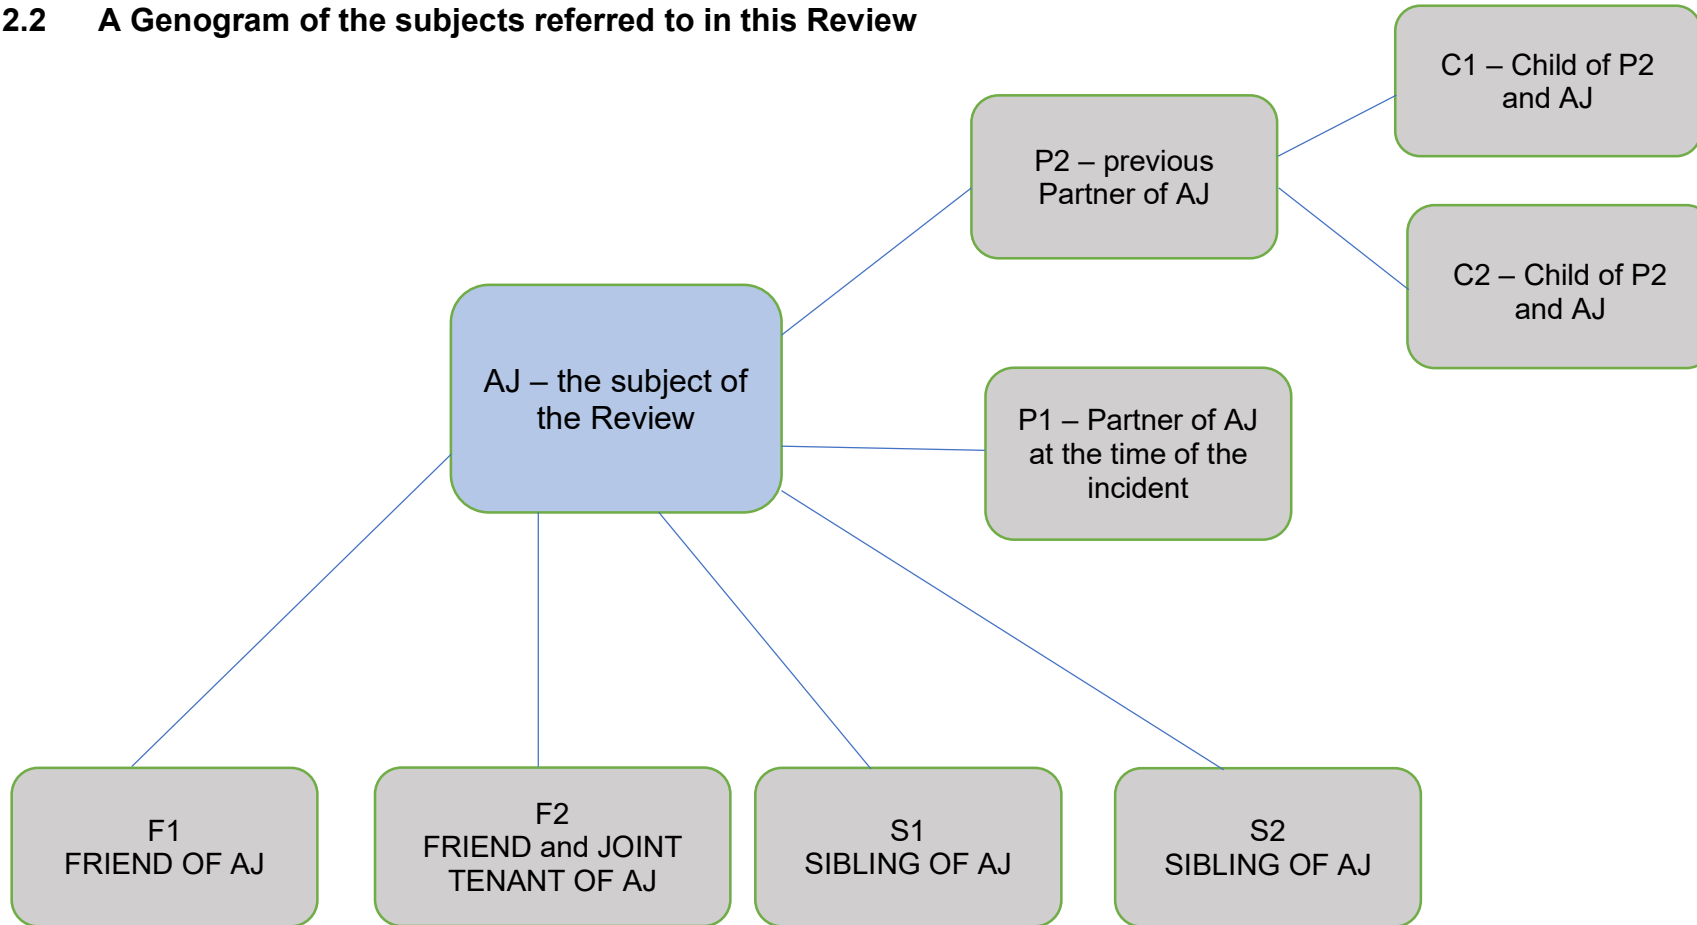 2.2 A Genogram of the subjects referred to in this Review
C1 – Child of P2
and AJ
P2 – previous
Partner of AJ
C2 – Child of P2
and AJ
AJ – the subject of
the Review
P1 – Partner of AJ
at the time of the
incident
F1
FRIEND OF AJ
F2
FRIEND and JOINT
TENANT OF AJ
S1
SIBLING OF AJ
S2
SIBLING OF AJ